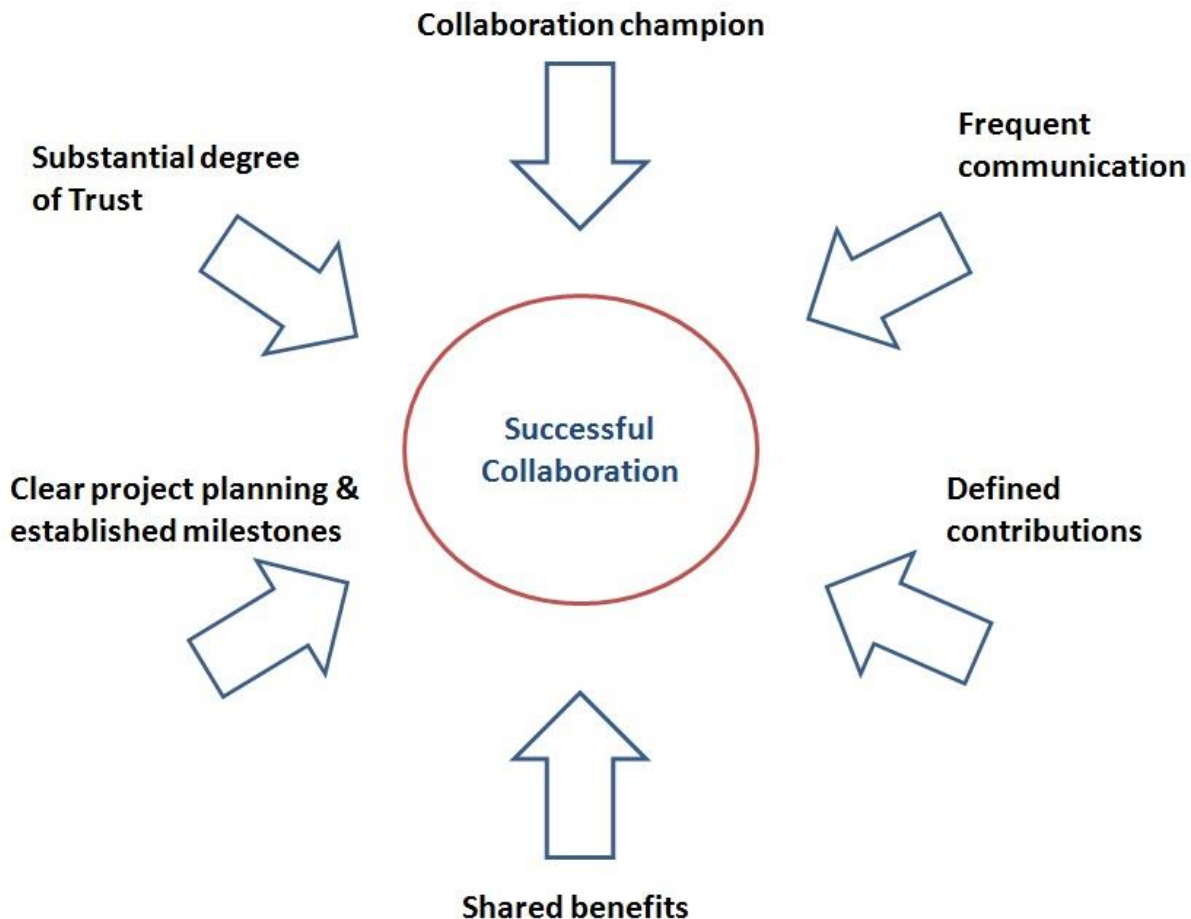 Collaboration champion
Frequent
communication
Substantial degree
of Trust
Successful
Collaboration
Clear project planning &
established milestones
Defined
contributions
Shared benefits